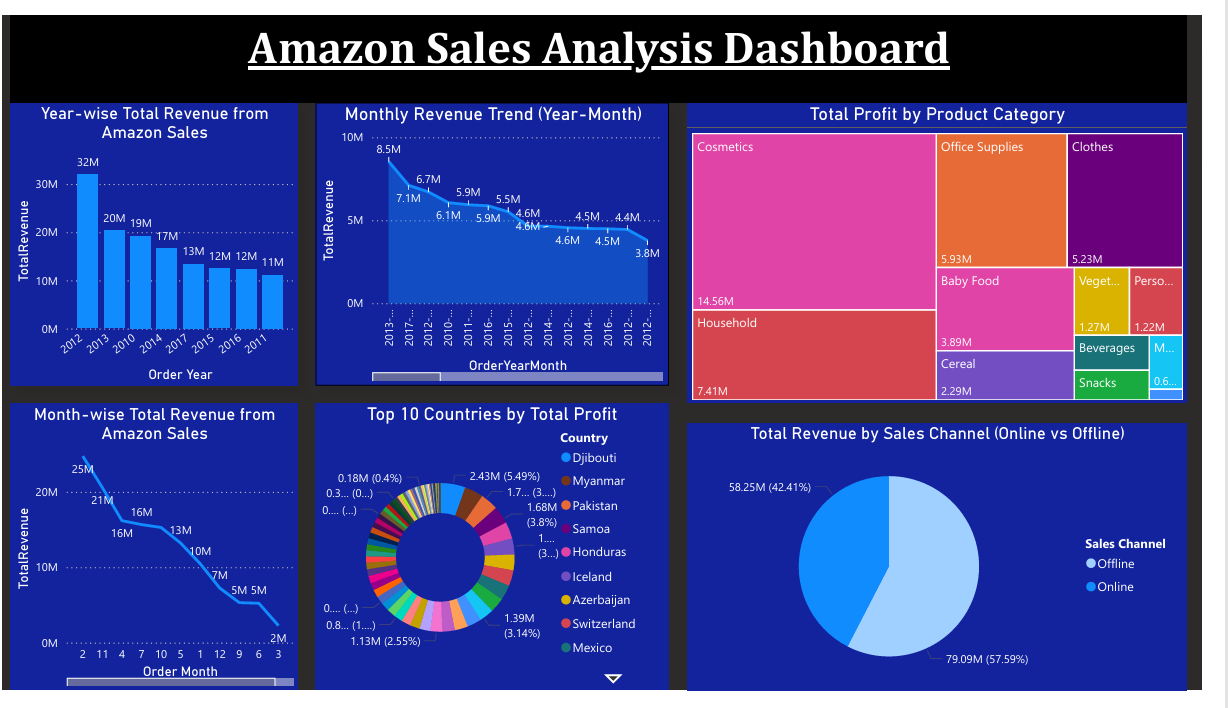 Amazon Sales Analysis Dashboard
Year-wise Total Revenue from
Amazon Sales
TotalRevenue
30M
20M
10M
0M
32M
20M
19M
17M
13M
12M
12M
11M
2012
2013
2010
2014
2017
2015
2016
2011
Order Year
Monthly Revenue Trend (Year-Month)
TotalRevenue
10M
5M
0M
8.5M
7.1M
6.7M
6.1M
5.9M
5.9M
5.5M
4.6M
4.6M
4.6M
4.5M
4.5M
4.4M
3.8M
2013-...
2017-...
2012-...
2010-...
2011-...
2016-...
2015-...
2012-...
2014-...
2012-...
2014-...
2016-...
2012-...
2012-...
OrderYearMonth
Total Profit by Product Category
Cosmetics
14.56M
Household
7.41M
Office Supplies
5.93M
Clothes
5.23M
Baby Food
3.89M
Cereal
2.29M
Veget...
1.27M
Perso...
1.22M
Beverages
Snacks
M...
0.6...
Month-wise Total Revenue from
Amazon Sales
TotalRevenue
20M
10M
0M
25M
21M
16M
16M
13M
10M
7M
5M
5M
2M
2 11 4 7 10 5 1 12 9 6 3
Order Month
Top 10 Countries by Total Profit
0.18M (0.4%)
0.3... (0...)
0.... (...)
0.... (...)
0.8... (1....)
1.13M (2.55%)
2.43M (5.49%)
1.7... (3....)
1.68M
(3.8%)
1....
(3...)
1.39M
(3.14%)
Country
Djibouti
Myanmar
Pakistan
Samoa
Honduras
Iceland
Azerbaijan
Switzerland
Mexico
Total Revenue by Sales Channel (Online vs Offline)
58.25M (42.41%)
79.09M (57.59%)
Sales Channel
Offline
Online